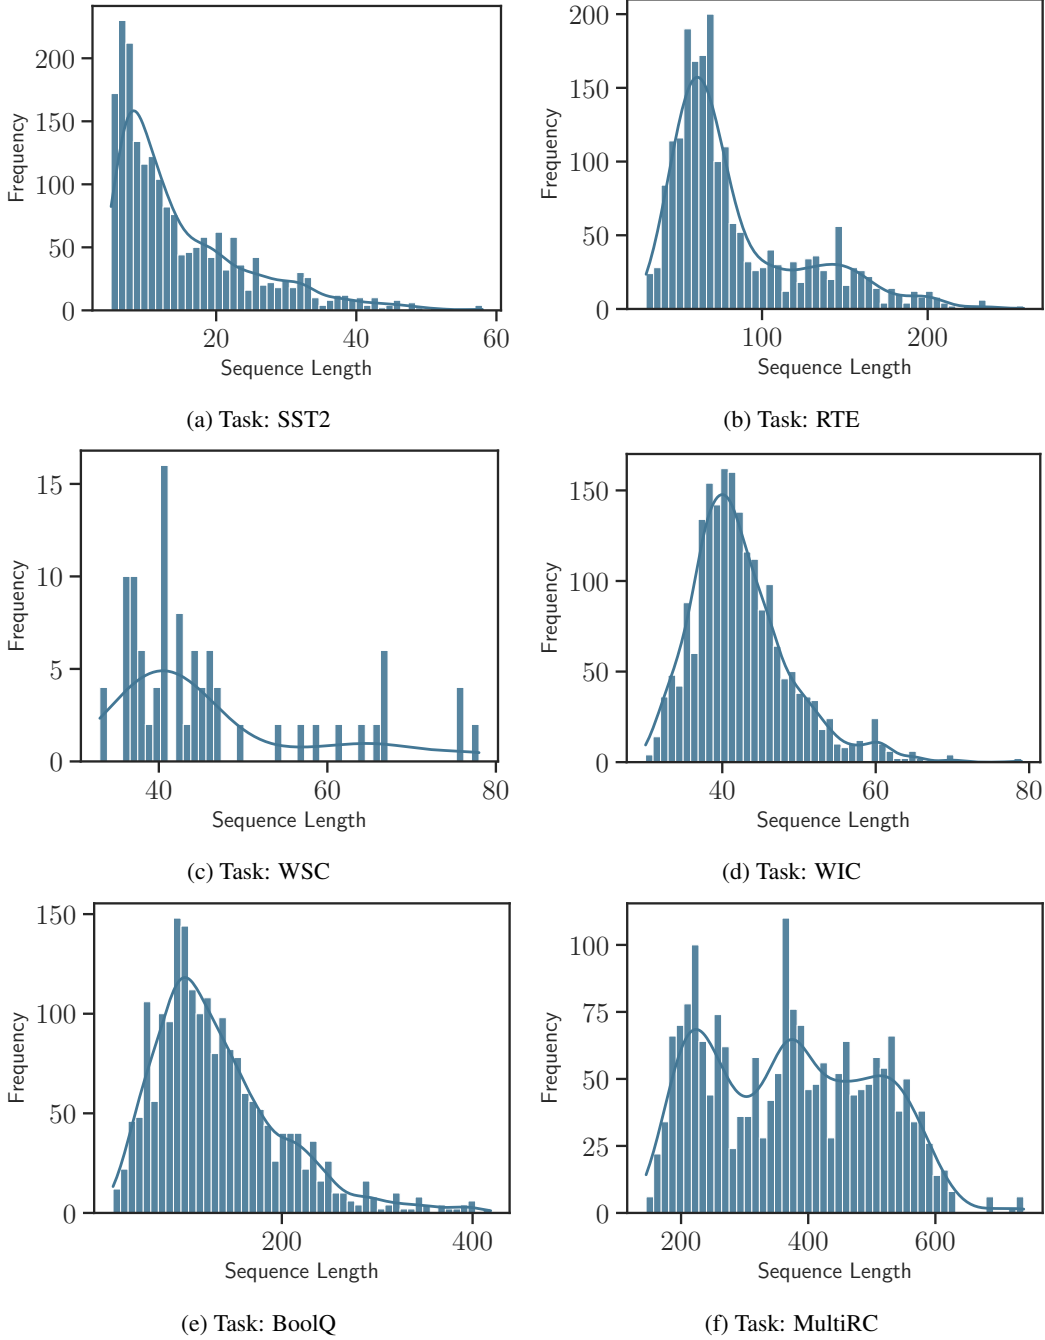 200
150
100
50
0
Frequency
20
40
60
Sequence Length
(a) Task: SST2
200
150
100
50
0
Frequency
100
200
Sequence Length
(b) Task: RTE
15
10
5
0
Frequency
40
60
80
Sequence Length
(c) Task: WSC
150
100
50
0
Frequency
40
60
80
Sequence Length
(d) Task: WIC
150
100
50
0
Frequency
200
400
Sequence Length
(e) Task: BoolQ
100
75
50
25
0
Frequency
200
400
600
Sequence Length
(f) Task: MultiRC